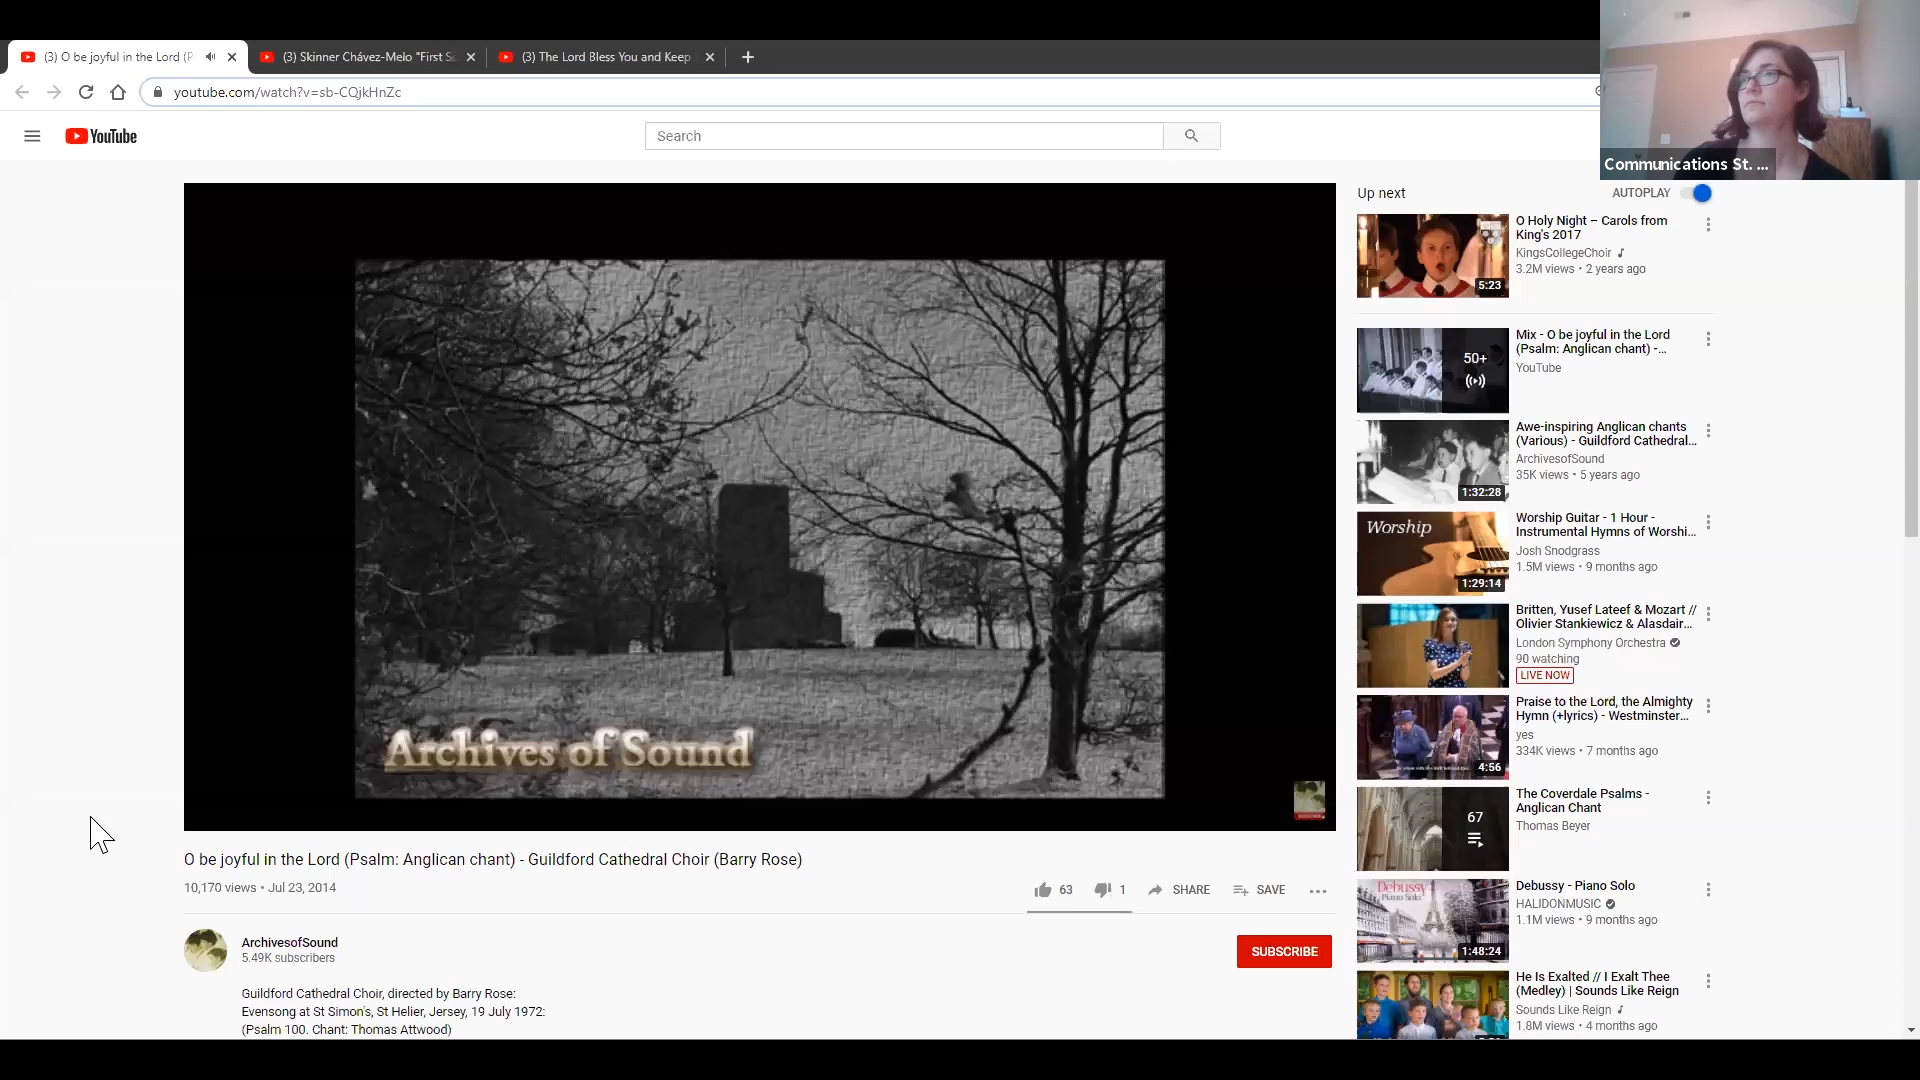 (3) O be joyful in the Lord (P
(3) Skinner Chávez-Melo "First So
(3) The Lord Bless You and Keep
youtube.com/watch?v=sb-CQjkHnZc
Communications St. ...
YouTube
Search
Up next
AUTOPLAY
O Holy Night – Carols from
King's 2017
KingsCollegeChoir
3.2M views • 2 years ago
5:23
Mix - O be joyful in the Lord
(Psalm: Anglican chant) -...
YouTube
50+
Awe-inspiring Anglican chants
(Various) - Guildford Cathedral...
ArchivesofSound
35K views • 5 years ago
1:32:28
Worship
Worship Guitar - 1 Hour -
Instrumental Hymns of Worshi...
Josh Snodgrass
1.5M views • 9 months ago
1:29:14
Britten, Yusef Lateef & Mozart //
Olivier Stankiewicz & Alasdair...
London Symphony Orchestra
90 watching
LIVE NOW
Praise to the Lord, the Almighty
Hymn (+lyrics) - Westminster...
yes
334K views • 7 months ago
4:56
The Coverdale Psalms -
Anglican Chant
Thomas Beyer
67
Debussy
Piano Solo
Debussy - Piano Solo
HALIDONMUSIC
1.1M views • 9 months ago
1:48:24
He Is Exalted // I Exalt Thee
(Medley) | Sounds Like Reign
Sounds Like Reign
1.8M views • 4 months ago
Archives of Sound
O be joyful in the Lord (Psalm: Anglican chant) - Guildford Cathedral Choir (Barry Rose)
10,170 views • Jul 23, 2014
63
1
SHARE
SAVE
ArchivesofSound
5.49K subscribers
SUBSCRIBE
Guildford Cathedral Choir, directed by Barry Rose:
Evensong at St Simon's, St Helier, Jersey, 19 July 1972:
(Psalm 100. Chant: Thomas Attwood)